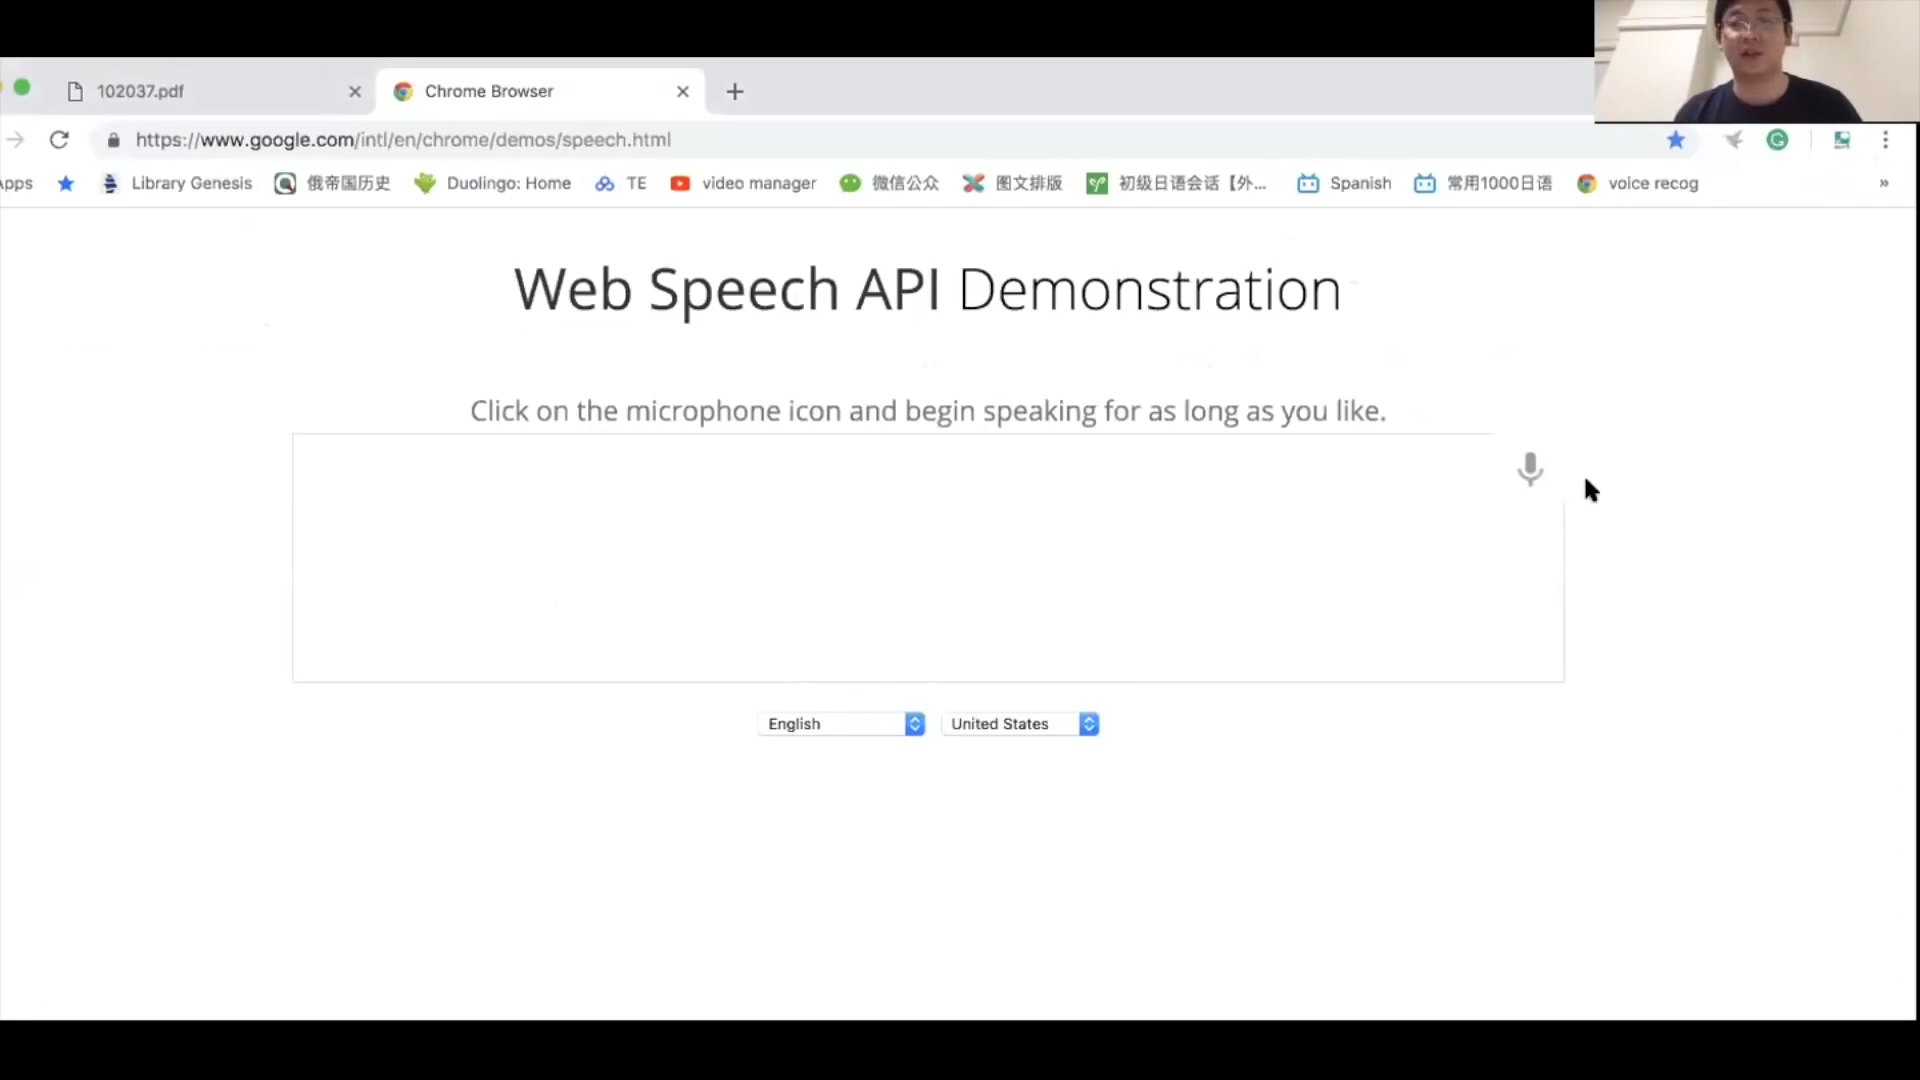 102037.pdf
Chrome Browser
https://www.google.com/intl/en/chrome/demos/speech.html
pps
Library Genesis
俄帝国历史
Duolingo: Home
TE
video manager
微信公众
图文排版
初级日语会话【外...
Spanish
常用1000日语
voice recog
»
Web Speech API Demonstration
Click on the microphone icon and begin speaking for as long as you like.
English
United States